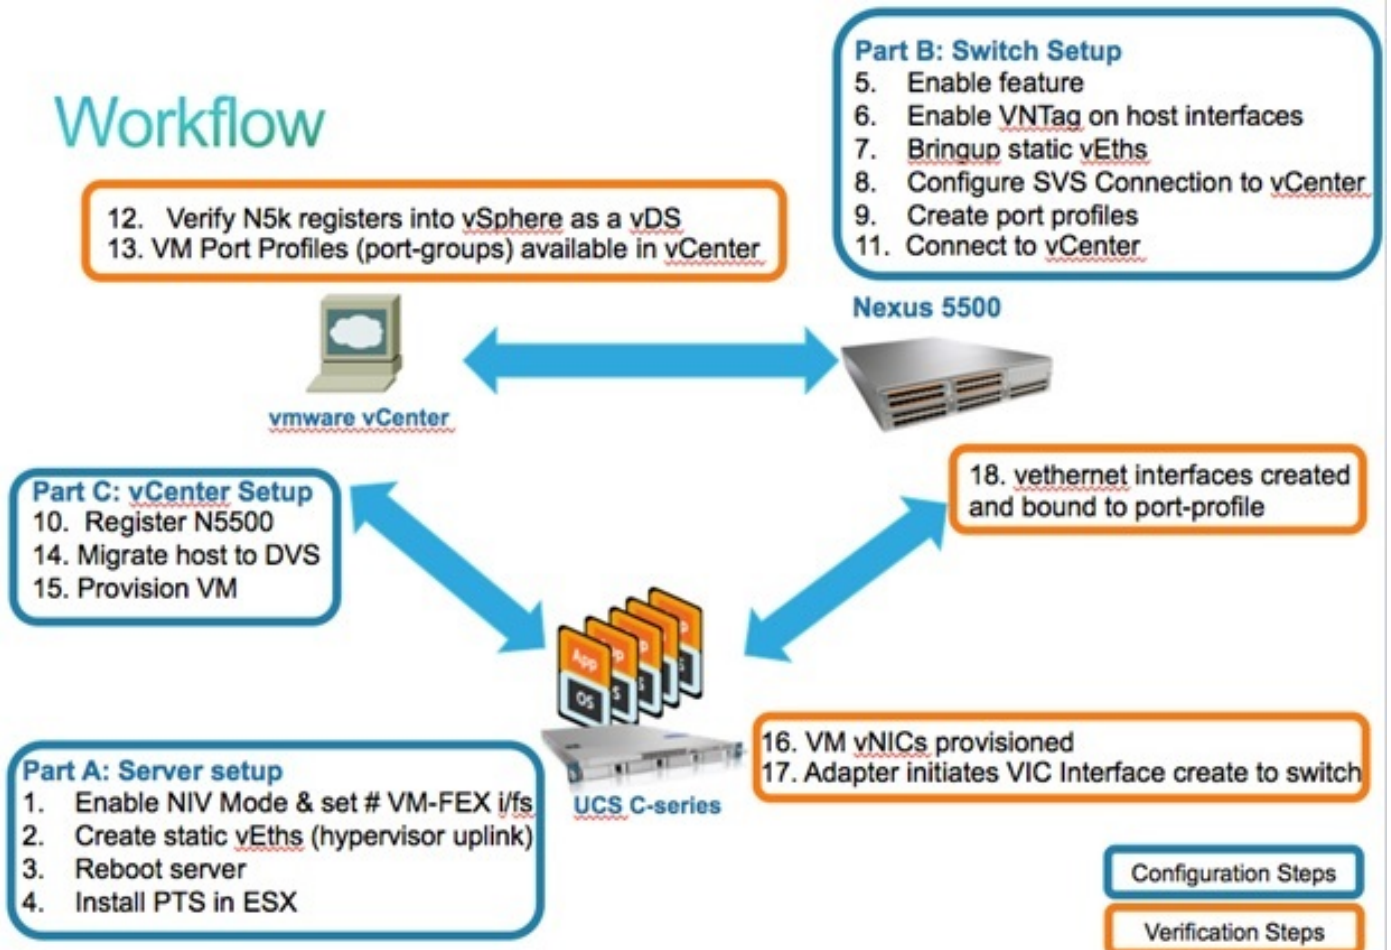 Workflow
Part B: Switch Setup
5. Enable feature
6. Enable VNTag on host interfaces
7. Bringup static vEths
8. Configure SVS Connection to vCenter
9. Create port profiles
11. Connect to vCenter
12. Verify N5k registers into vSphere as a vDS
13. VM Port Profiles (port-groups) available in vCenter
Nexus 5500
vmware vCenter
Part C: vCenter Setup
10. Register N5500
14. Migrate host to DVS
15. Provision VM
18. vethernet interfaces created
and bound to port-profile
App
OS
16. VM vNICs provisioned
17. Adapter initiates VIC Interface create to switch
UCS C-series
Part A: Server setup
1. Enable NIV Mode & set # VM-FEX i/fs
2. Create static vEths (hypervisor uplink)
3. Reboot server
4. Install PTS in ESX
Configuration Steps
Verification Steps